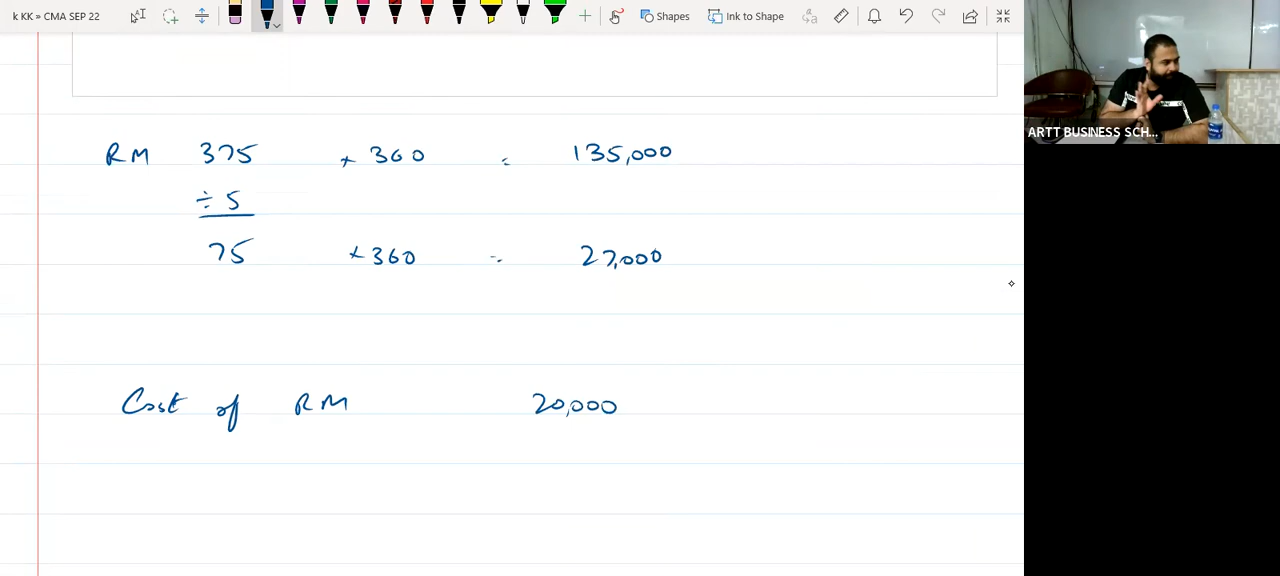 k KK » CMA SEP 22
Shapes
Ink to Shape
ARTT BUSINESS SCH...
RM 375 × 360 = 135,000
÷ 5
75 × 360 = 27,000
Cost of RM 20,000